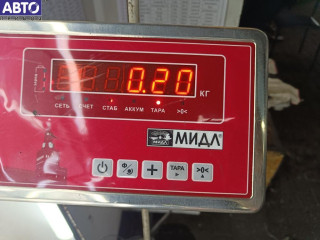 АВТО
0.20
КГ
СЕТЬ СЧЕТ СТАБ АККУМ ТАРА >0<
МИДЛ®
МИДЛ
ТАРА >0<